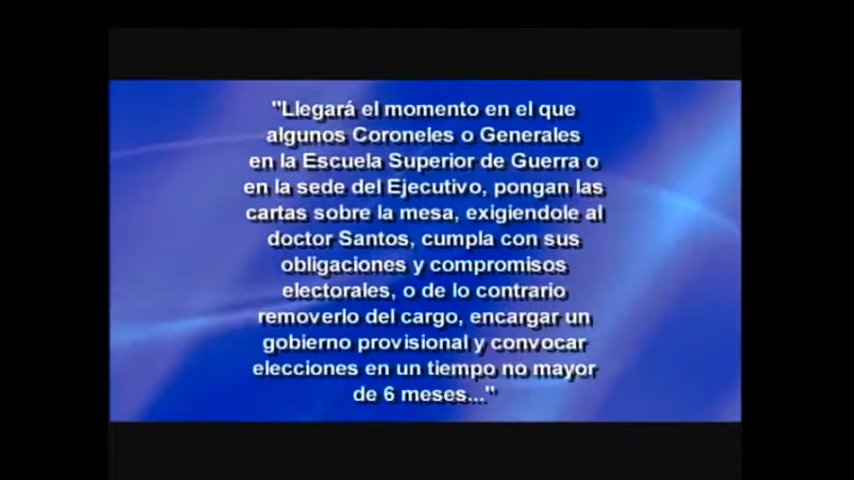 "Llegará el momento en el que
algunos Coroneles o Generales
en la Escuela Superior de Guerra o
en la sede del Ejecutivo, pongan las
cartas sobre la mesa, exigiendole al
doctor Santos, cumpla con sus
obligaciones y compromisos
electorales, o de lo contrario
removerlo del cargo, encargar un
gobierno provisional y convocar
elecciones en un tiempo no mayor
de 6 meses..."